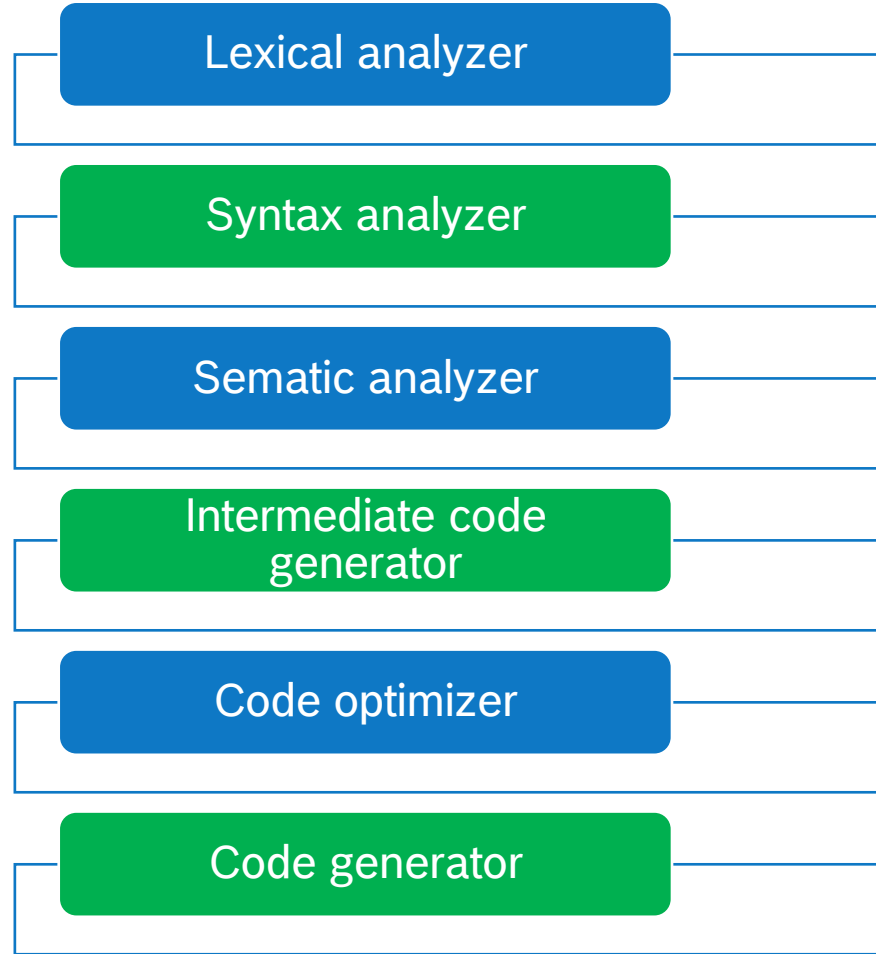 Lexical analyzer
Syntax analyzer
Sematic analyzer
Intermediate code
generator
Code optimizer
Code generator